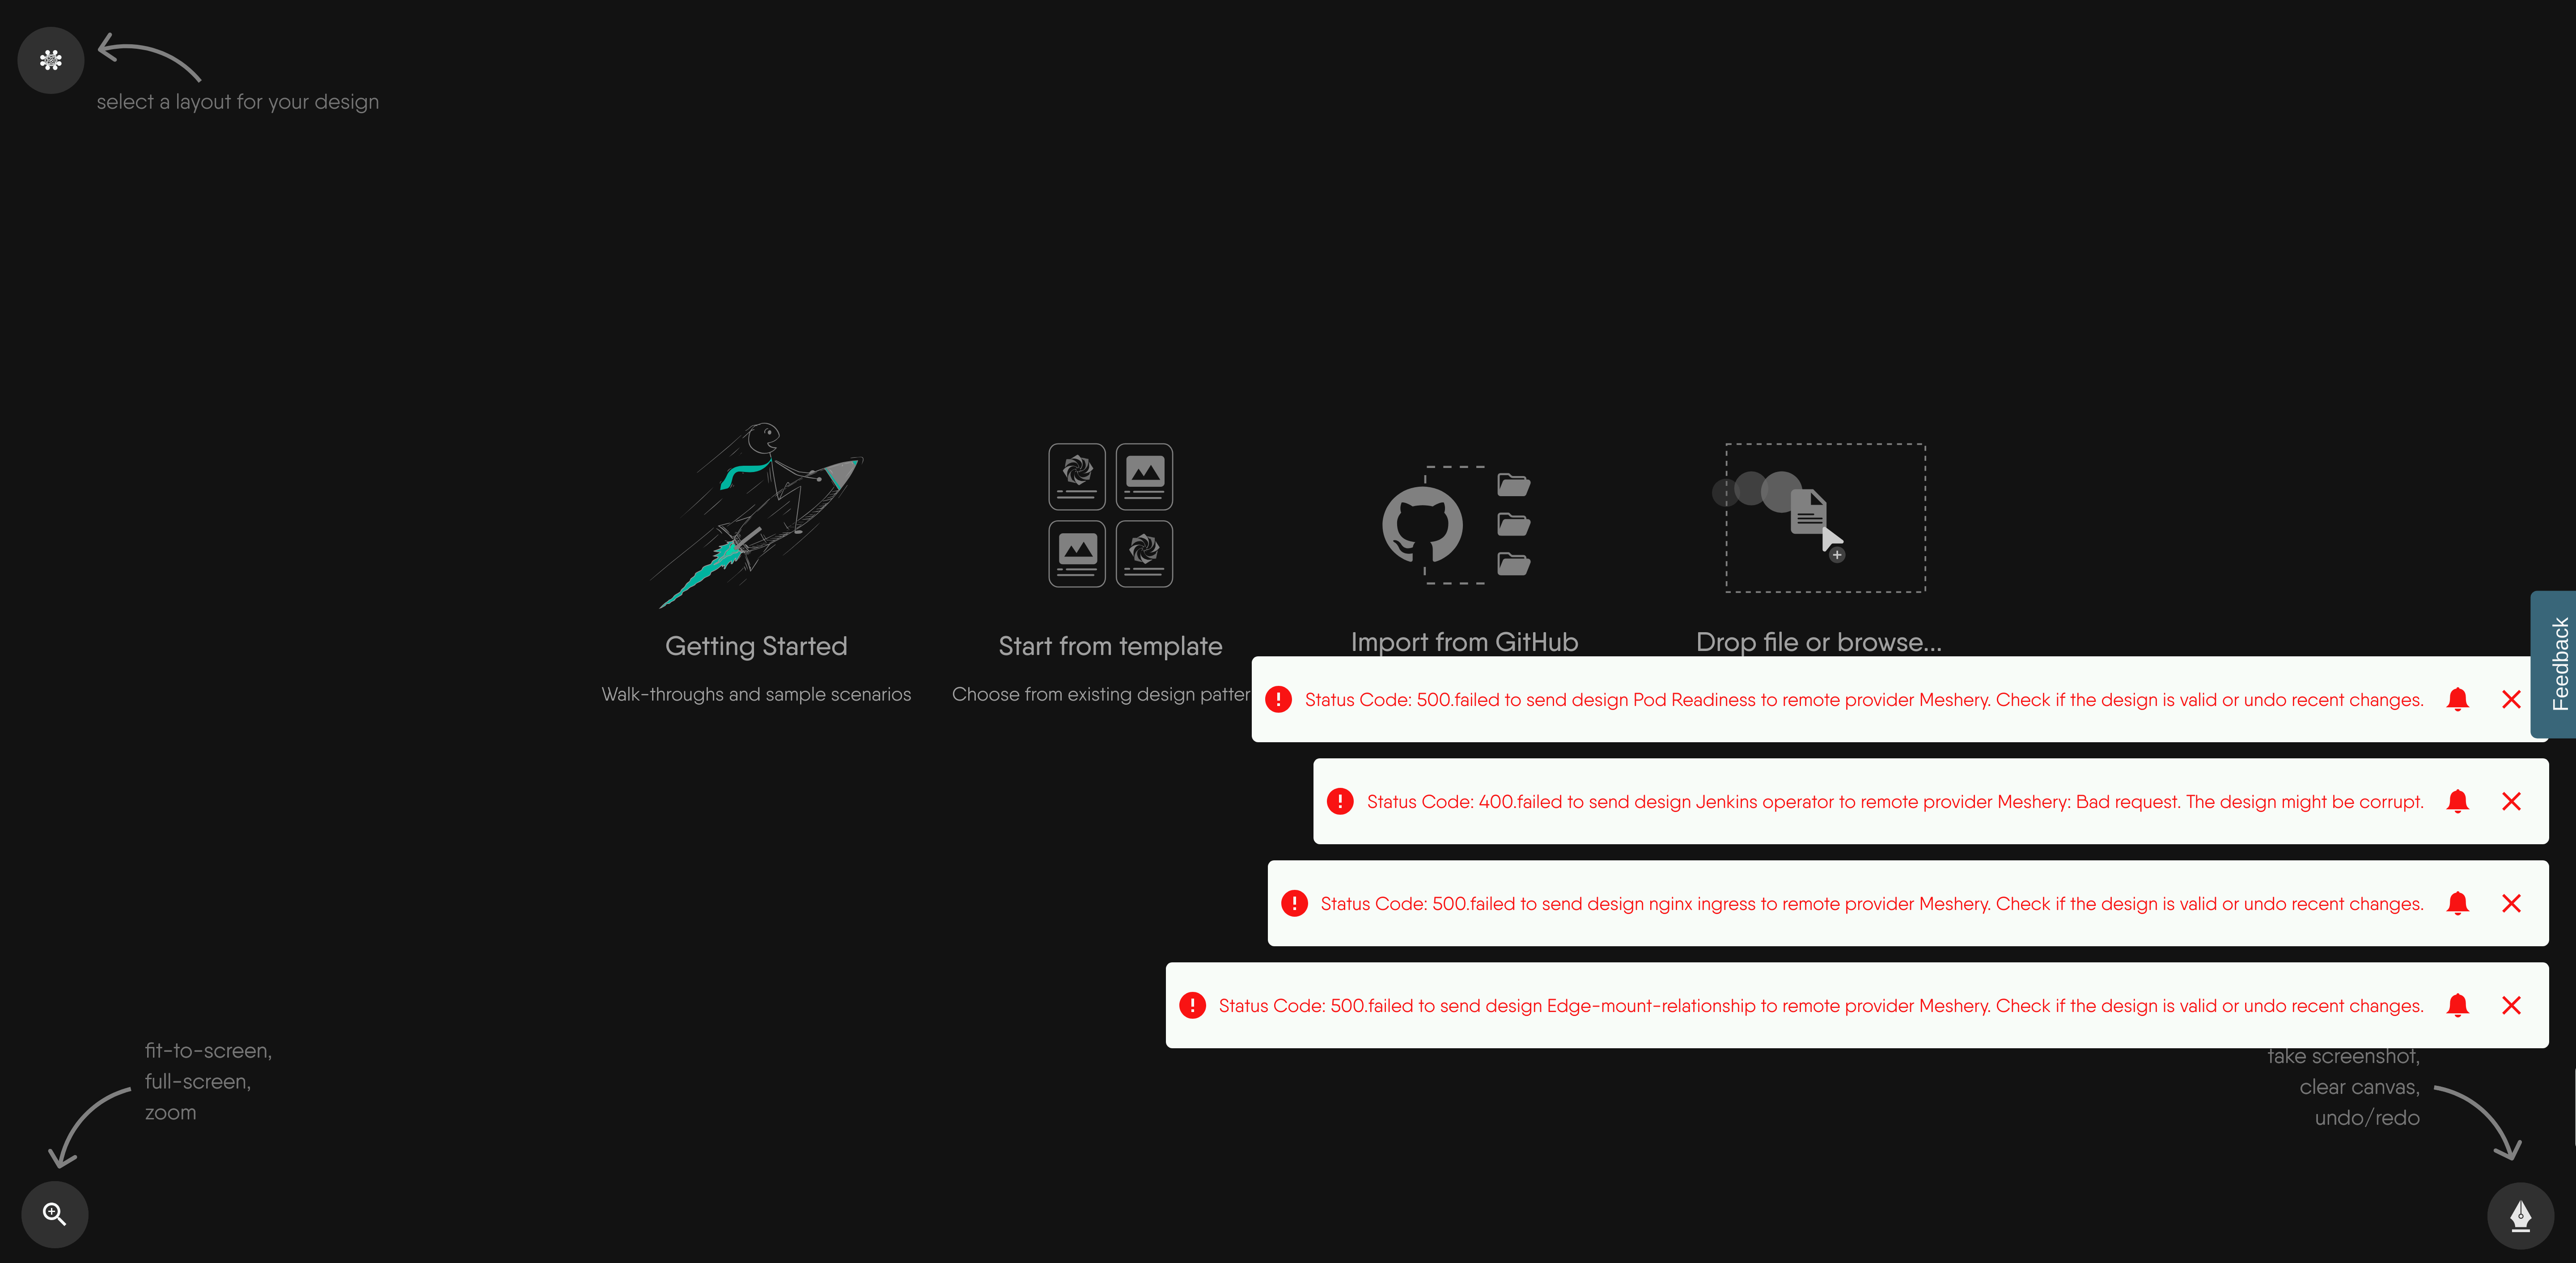 select a layout for your design
Getting Started
Start from template
Import from GitHub
Drop file or browse...
Walk-throughs and sample scenarios
Choose from existing design patter
Status Code: 500.failed to send design Pod Readiness to remote provider Meshery. Check if the design is valid or undo recent changes.
Feedback
Status Code: 400.failed to send design Jenkins operator to remote provider Meshery: Bad request. The design might be corrupt.
Status Code: 500.failed to send design nginx ingress to remote provider Meshery. Check if the design is valid or undo recent changes.
Status Code: 500.failed to send design Edge-mount-relationship to remote provider Meshery. Check if the design is valid or undo recent changes.
fit-to-screen,
full-screen,
zoom
take screenshot,
clear canvas,
undo/redo